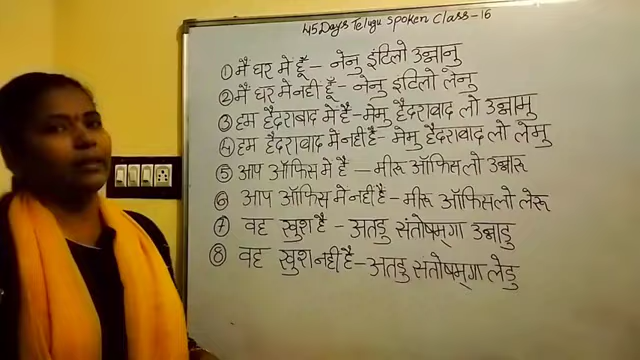 45 Days Telugu Spoken Class-16
① मैं घर में हूँ - नेनु इंटिलो उन्नानु
② मैं घर में नही हूँ - नेनु इंटिलो लेनु
③ हम हैदराबाद में है - मेमु हैदराबाद लो उन्नामु
④ हम हैदराबाद में नही है - मेमु हैदराबाद लो लेमु
⑤ आप ऑफिस में है - मीरू ऑफिस लो उन्नारू
⑥ आप ऑफिस में नही है - मीरू ऑफिसलो लेरू
⑦ वह खुश है - अतडु संतोषम्गा उन्नाडु
⑧ वह खुश नही है - अतडु संतोषम्गा लेडु